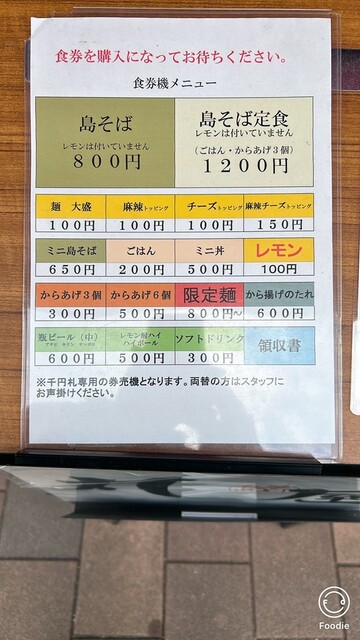 食券を購入になってお待ちください。
食券機メニュー
島そば
レモンは付いていません
８００円
島そば定食
レモンは付いていません
（ごはん・からあげ３個）
１２００円
麺 大盛
１００円
麻辣トッピング
１００円
チーズトッピング
１００円
麻辣チーズトッピング
１５０円
ミニ島そば
６５０円
ごはん
２００円
ミニ丼
５００円
レモン
100円
からあげ３個
３００円
からあげ６個
５００円
限定麺
８００円～
から揚げのたれ
６００円
瓶ビール（中）
アサヒ キリン サッポロ
６００円
レモン酎ハイ
ハイボール
５００円
ソフトドリンク
３００円
領収書
※千円札専用の券売機となります。両替の方はスタッフに
お声掛けください。
Foodie